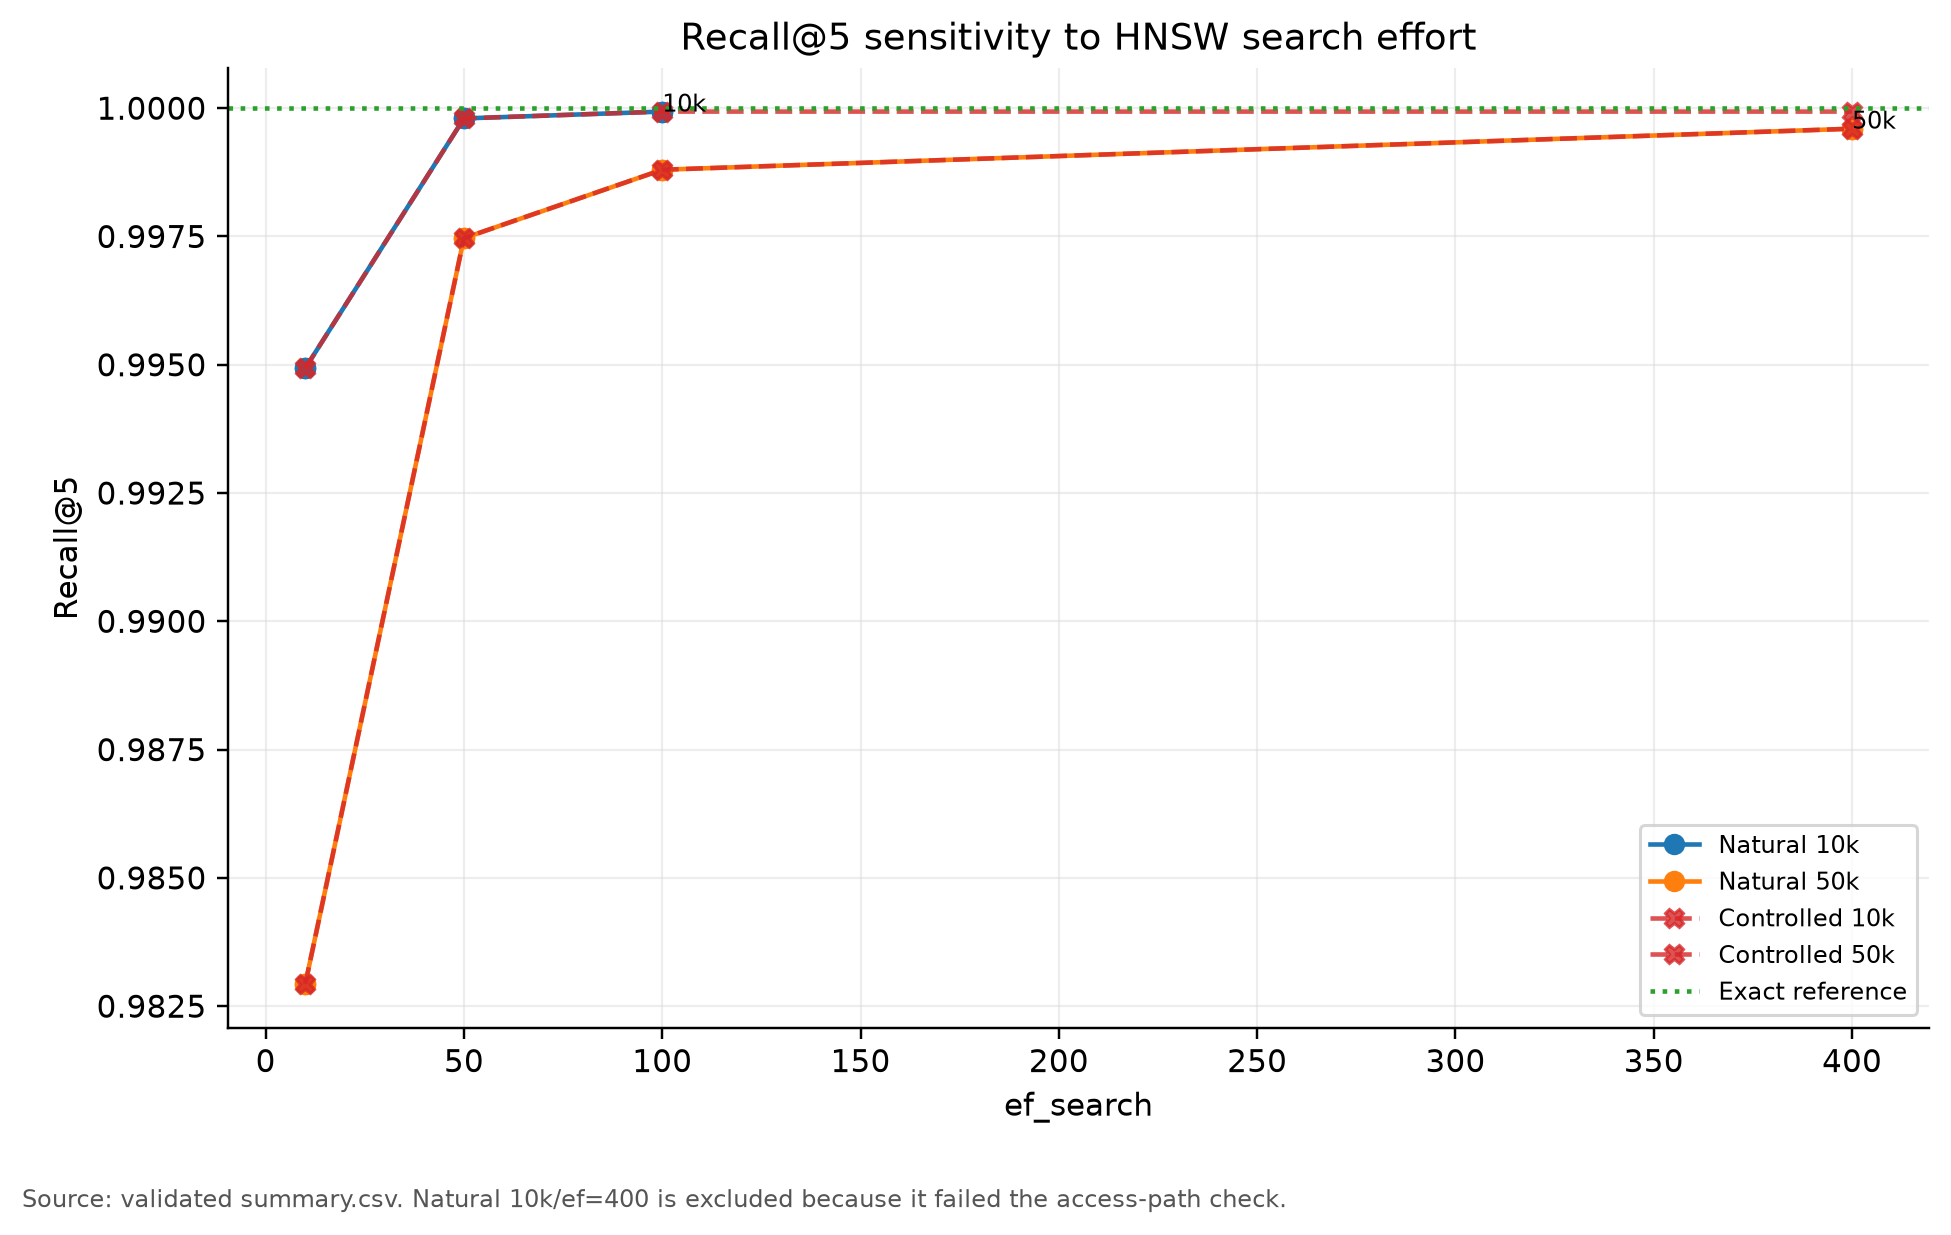 Recall@5 sensitivity to HNSW search effort
1.0000
0.9975
0.9950
0.9925
0.9900
0.9875
0.9850
0.9825
Recall@5
10k
50k
Natural 10k
Natural 50k
Controlled 10k
Controlled 50k
Exact reference
0 50 100 150 200 250 300 350 400
ef_search
Source: validated summary.csv. Natural 10k/ef=400 is excluded because it failed the access-path check.